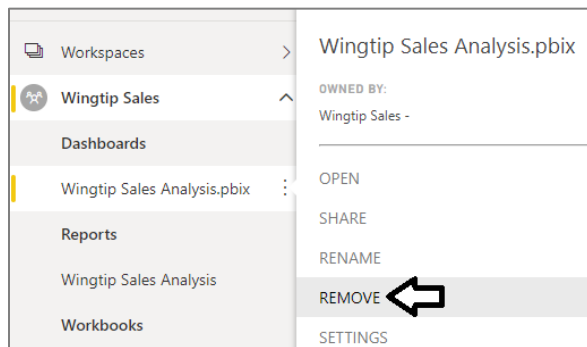 Workspaces
Wingtip Sales
Dashboards
Wingtip Sales Analysis.pbix
Reports
Wingtip Sales Analysis
Workbooks
Wingtip Sales Analysis.pbix
OWNED BY:
Wingtip Sales -
OPEN
SHARE
RENAME
REMOVE
SETTINGS